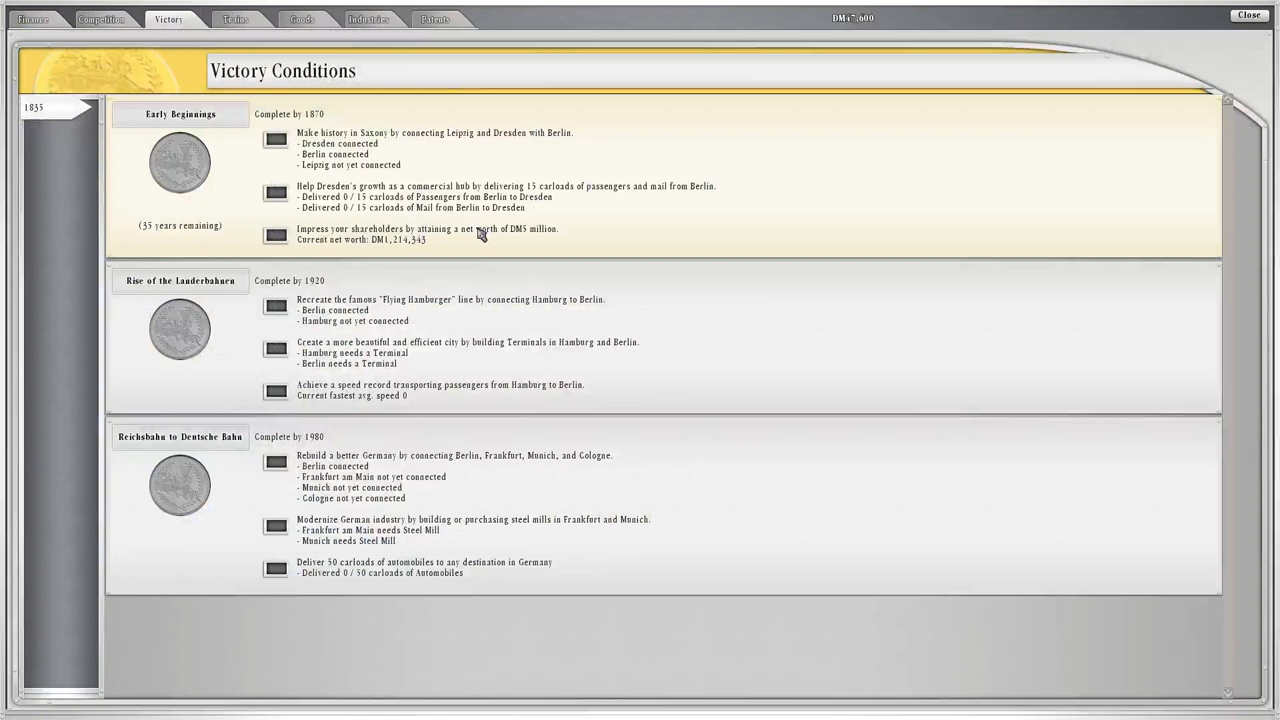 Finance Competition Victory Trains Goods Industries Patents DM47,600 Close
Victory Conditions
1835
Early Beginnings
Complete by 1870
Make history in Saxony by connecting Leipzig and Dresden with Berlin.
- Dresden connected
- Berlin connected
- Leipzig not yet connected
Help Dresden's growth as a commercial hub by delivering 15 carloads of passengers and mail from Berlin.
- Delivered 0 / 15 carloads of Passengers from Berlin to Dresden
- Delivered 0 / 15 carloads of Mail from Berlin to Dresden
(35 years remaining)
Impress your shareholders by attaining a net worth of DM5 million.
Current net worth: DM1,214,343
Rise of the Landerbahnen
Complete by 1920
Recreate the famous "Flying Hamburger" line by connecting Hamburg to Berlin.
- Berlin connected
- Hamburg not yet connected
Create a more beautiful and efficient city by building Terminals in Hamburg and Berlin.
- Hamburg needs a Terminal
- Berlin needs a Terminal
Achieve a speed record transporting passengers from Hamburg to Berlin.
Current fastest avg. speed 0
Reichsbahn to Deutsche Bahn
Complete by 1980
Rebuild a better Germany by connecting Berlin, Frankfurt, Munich, and Cologne.
- Berlin connected
- Frankfurt am Main not yet connected
- Munich not yet connected
- Cologne not yet connected
Modernize German industry by building or purchasing steel mills in Frankfurt and Munich.
- Frankfurt am Main needs Steel Mill
- Munich needs Steel Mill
Deliver 50 carloads of automobiles to any destination in Germany
- Delivered 0 / 50 carloads of Automobiles